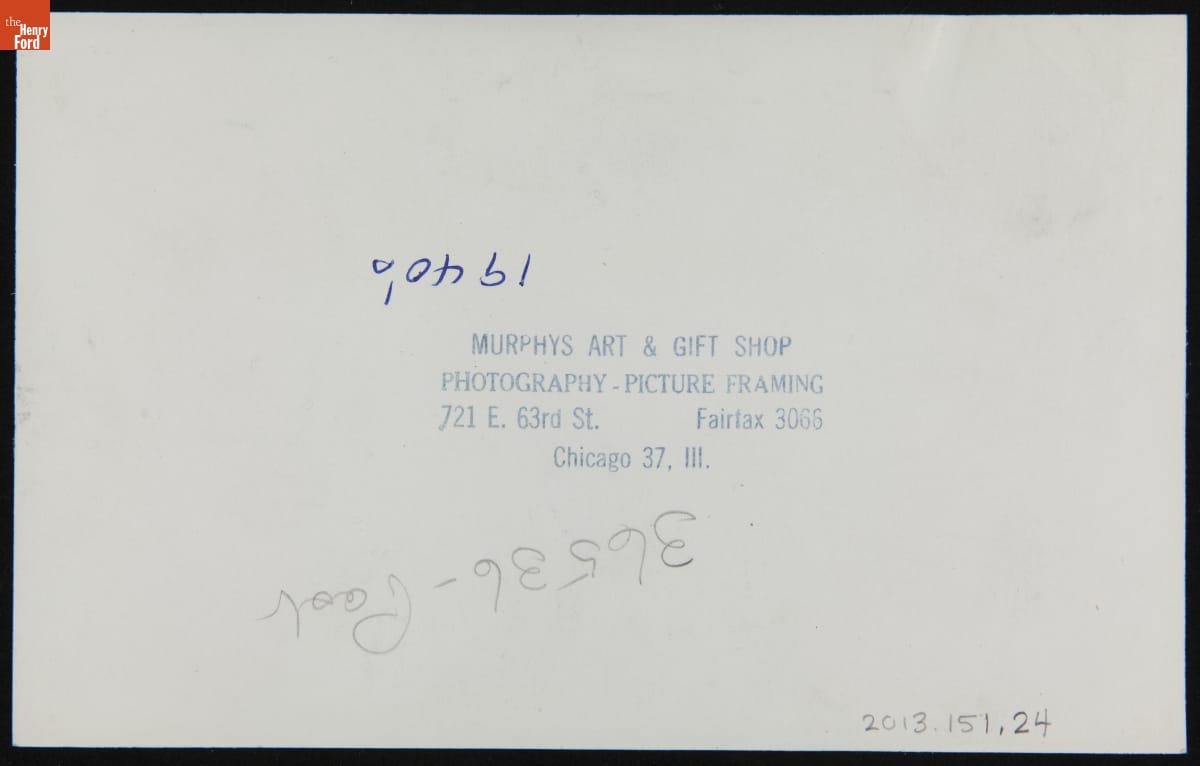 the
Henry
Ford
1940's
MURPHYS ART & GIFT SHOP
PHOTOGRAPHY - PICTURE FRAMING
721 E. 63rd St. Fairfax 3066
Chicago 37, Ill.
36536 -
2013.151.24